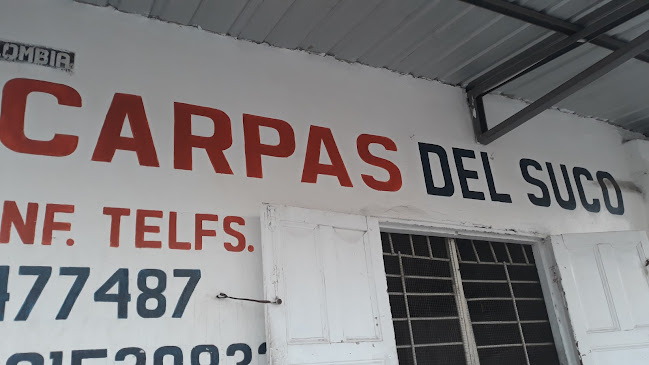 OMBIA
CARPAS DEL SUCO
NF. TELFS.
477487